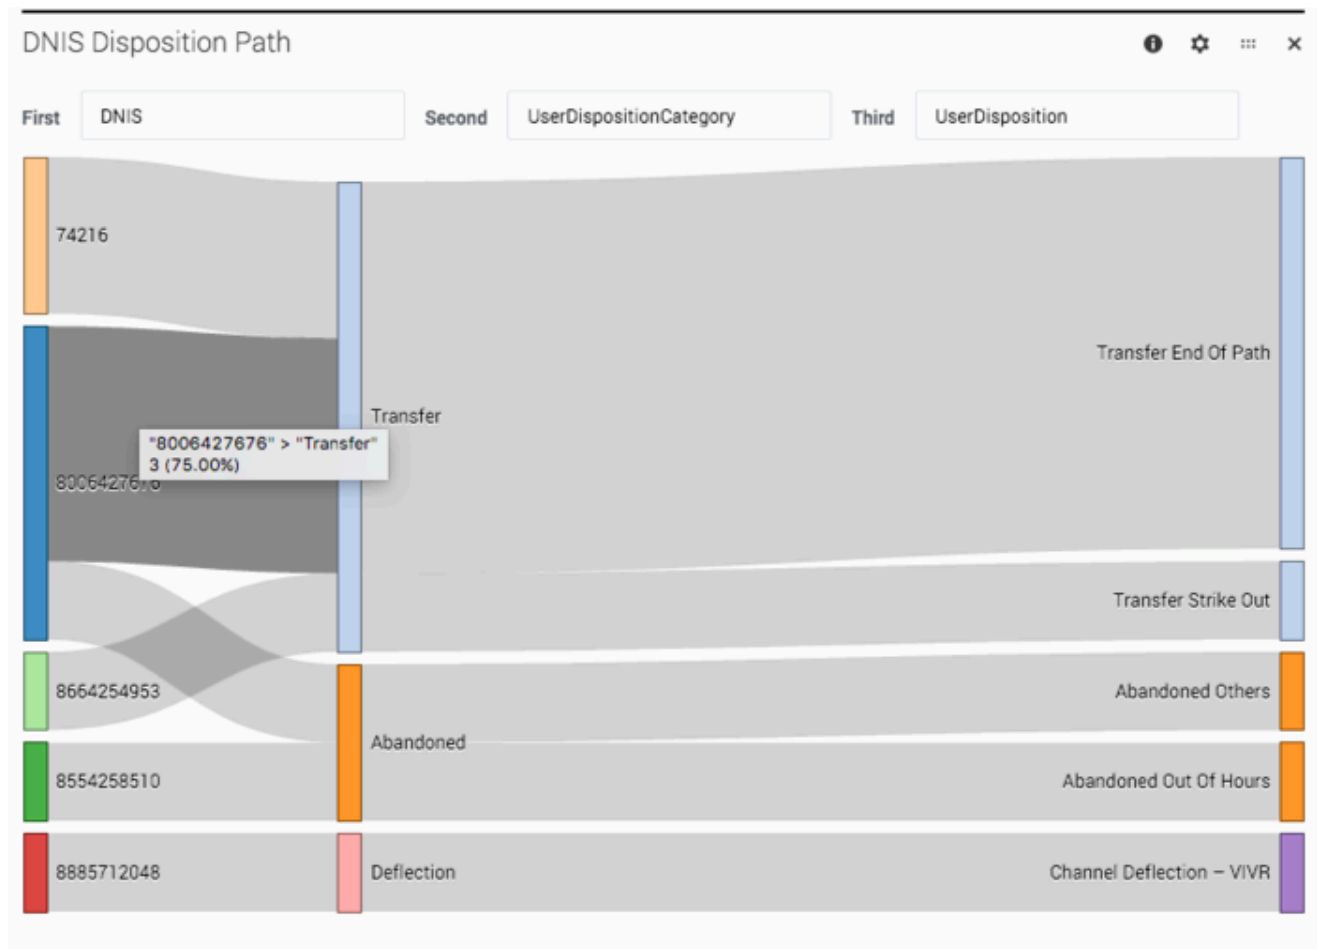 DNIS Disposition Path
First DNIS Second UserDispositionCategory Third UserDisposition
74216
Transfer End Of Path
Transfer
"8006427676" > "Transfer"
3 (75.00%)
8006427676
Transfer Strike Out
8664254953
Abandoned Others
Abandoned
8554258510
Abandoned Out Of Hours
8885712048
Deflection
Channel Deflection – VIVR